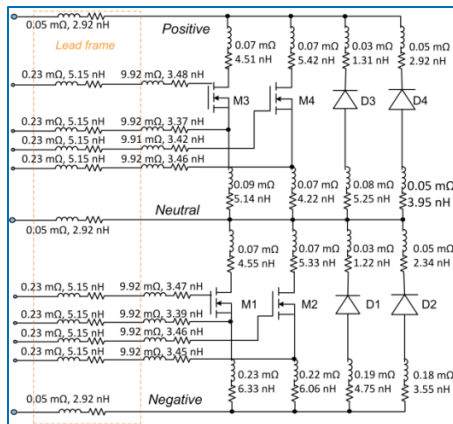 Positive
0.05 mΩ, 2.92 nH
Lead frame
0.07 mΩ
4.51 nH
0.07 mΩ
5.42 nH
0.03 mΩ
1.31 nH
0.05 mΩ
2.92 nH
0.23 mΩ, 5.15 nH
9.92 mΩ, 3.48 nH
M3
M4
D3
D4
0.23 mΩ, 5.15 nH
9.92 mΩ, 3.37 nH
0.23 mΩ, 5.15 nH
9.91 mΩ, 3.42 nH
0.23 mΩ, 5.15 nH
9.92 mΩ, 3.46 nH
0.09 mΩ
5.14 nH
0.07 mΩ
4.22 nH
0.08 mΩ
5.25 nH
0.05 mΩ
3.95 nH
Neutral
0.05 mΩ, 2.92 nH
0.07 mΩ
4.55 nH
0.07 mΩ
5.33 nH
0.03 mΩ
1.22 nH
0.05 mΩ
2.34 nH
0.23 mΩ, 5.15 nH
9.92 mΩ, 3.47 nH
M1
M2
D1
D2
0.23 mΩ, 5.15 nH
9.92 mΩ, 3.39 nH
0.23 mΩ, 5.15 nH
9.92 mΩ, 3.46 nH
0.23 mΩ, 5.15 nH
9.92 mΩ, 3.45 nH
0.23 mΩ
6.33 nH
0.22 mΩ
6.06 nH
0.19 mΩ
4.75 nH
0.18 mΩ
3.55 nH
0.05 mΩ, 2.92 nH
Negative